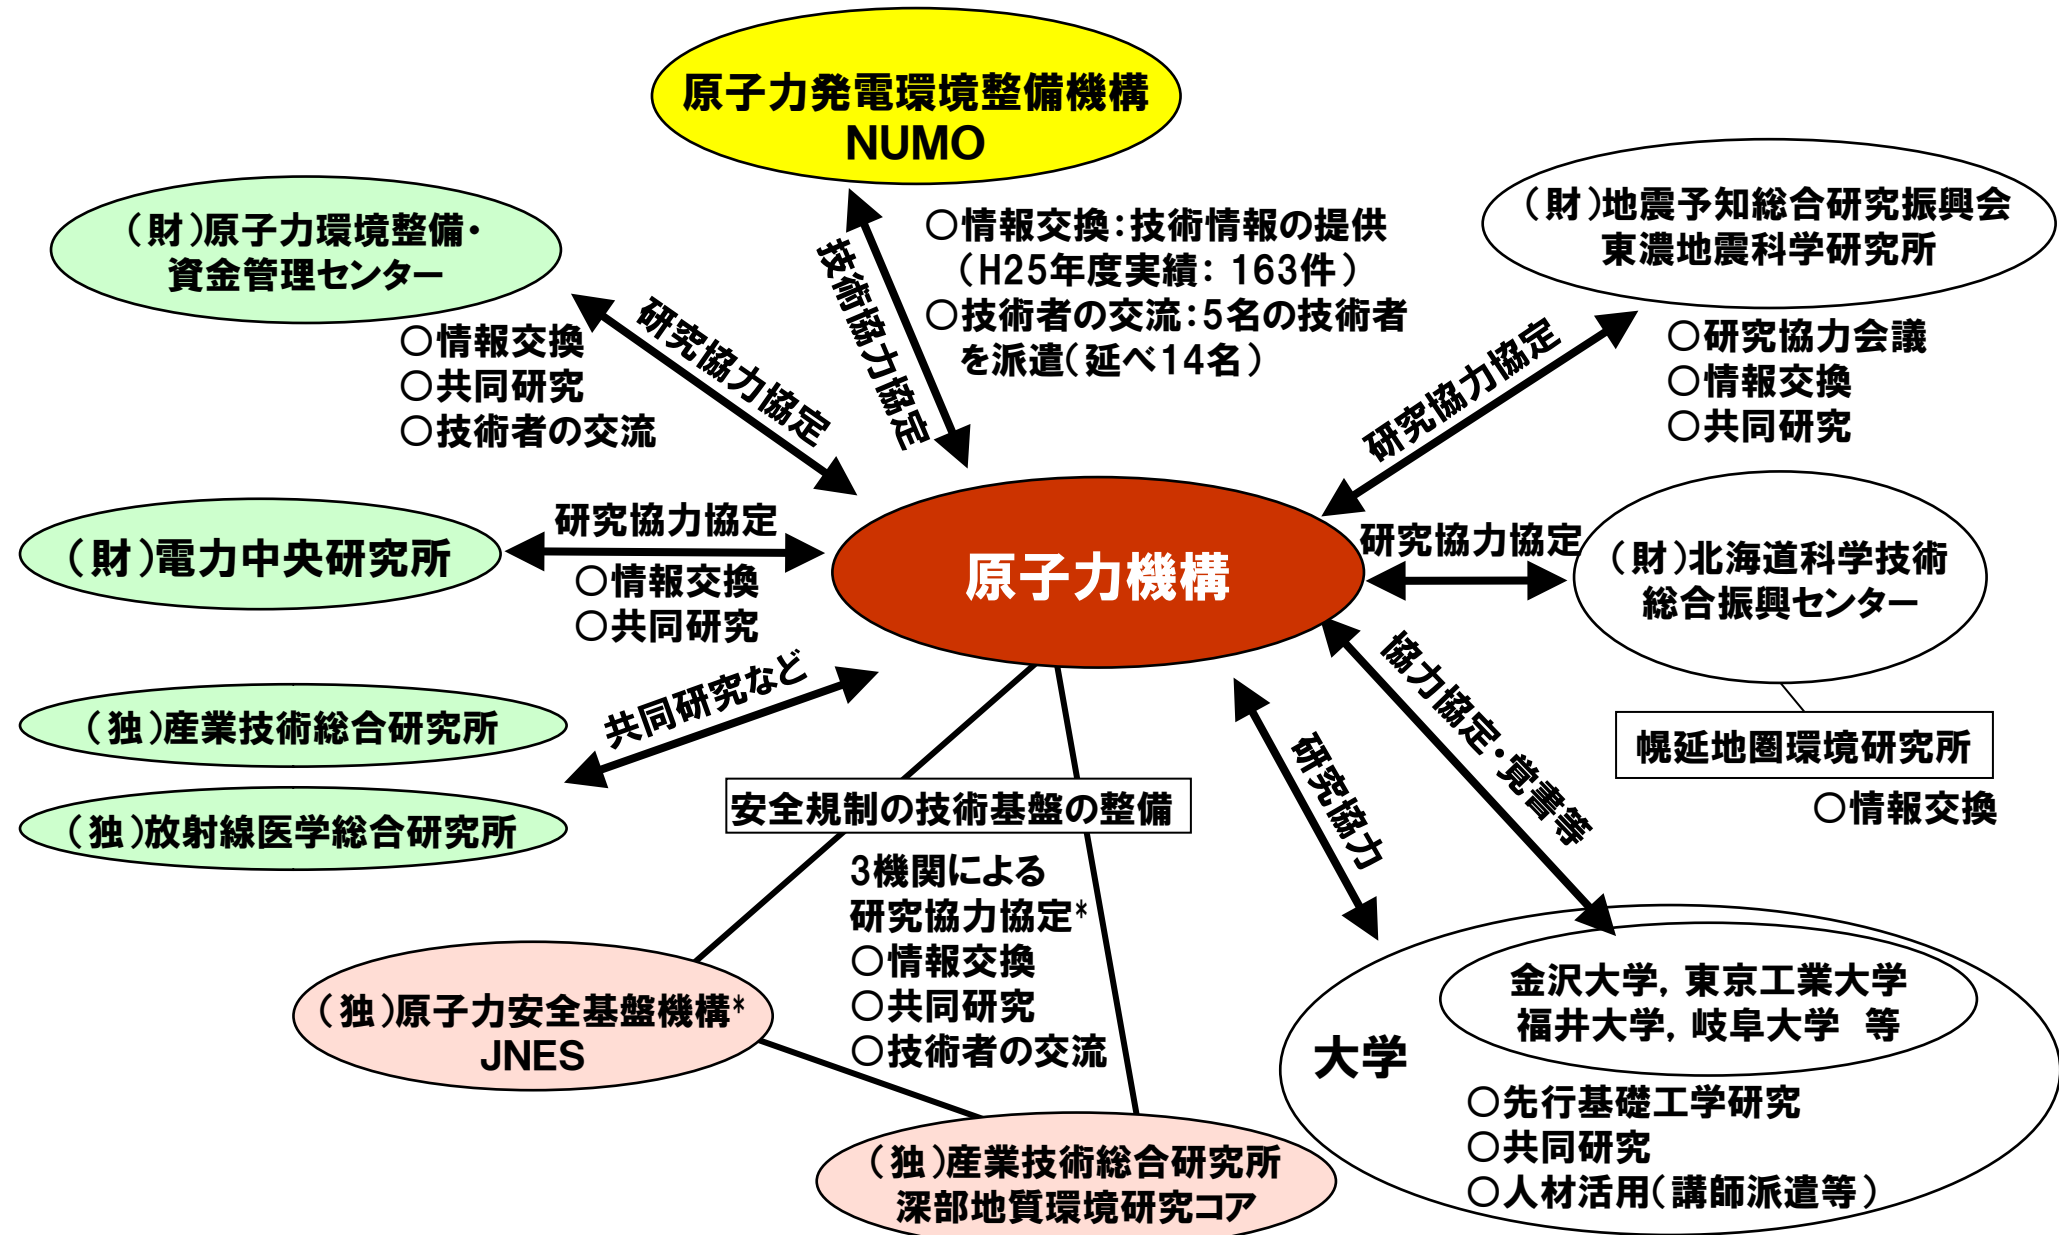 原子力発電環境整備機構
NUMO
(財)原子力環境整備・
資金管理センター
研究協力協定
○情報交換
○共同研究
○技術者の交流
技術協力協定
○情報交換：技術情報の提供
（H25年度実績： 163件）
○技術者の交流：5名の技術者
を派遣（延べ14名）
(財)地震予知総合研究振興会
東濃地震科学研究所
研究協力協定
○研究協力会議
○情報交換
○共同研究
(財)電力中央研究所
研究協力協定
○情報交換
○共同研究
原子力機構
研究協力協定
(財)北海道科学技術
総合振興センター
幌延地圏環境研究所
○情報交換
(独)産業技術総合研究所
(独)放射線医学総合研究所
共同研究など
安全規制の技術基盤の整備
3機関による
研究協力協定*
○情報交換
○共同研究
○技術者の交流
(独)原子力安全基盤機構*
JNES
(独)産業技術総合研究所
深部地質環境研究コア
研究協力
協力協定・覚書等
大学
金沢大学，東京工業大学
福井大学，岐阜大学 等
○先行基礎工学研究
○共同研究
○人材活用（講師派遣等）